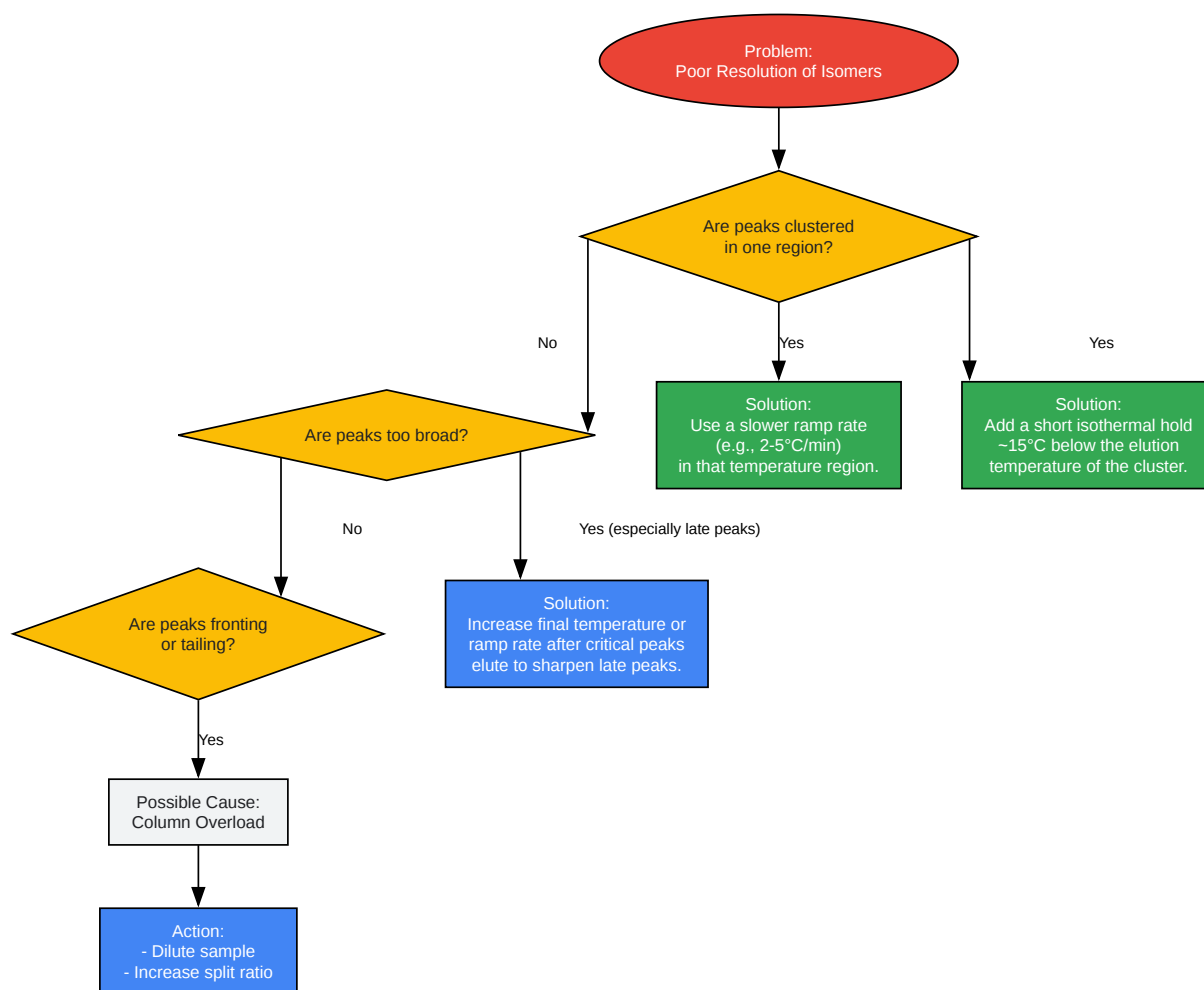 Problem:
Poor Resolution of Isomers
Are peaks clustered
in one region?
No
Yes
Yes
Solution:
Use a slower ramp rate
(e.g., 2-5°C/min)
in that temperature region.
Solution:
Add a short isothermal hold
~15°C below the elution
temperature of the cluster.
Are peaks too broad?
No
Yes (especially late peaks)
Are peaks fronting
or tailing?
Solution:
Increase final temperature or
ramp rate after critical peaks
elute to sharpen late peaks.
Yes
Possible Cause:
Column Overload
Action:
- Dilute sample
- Increase split ratio